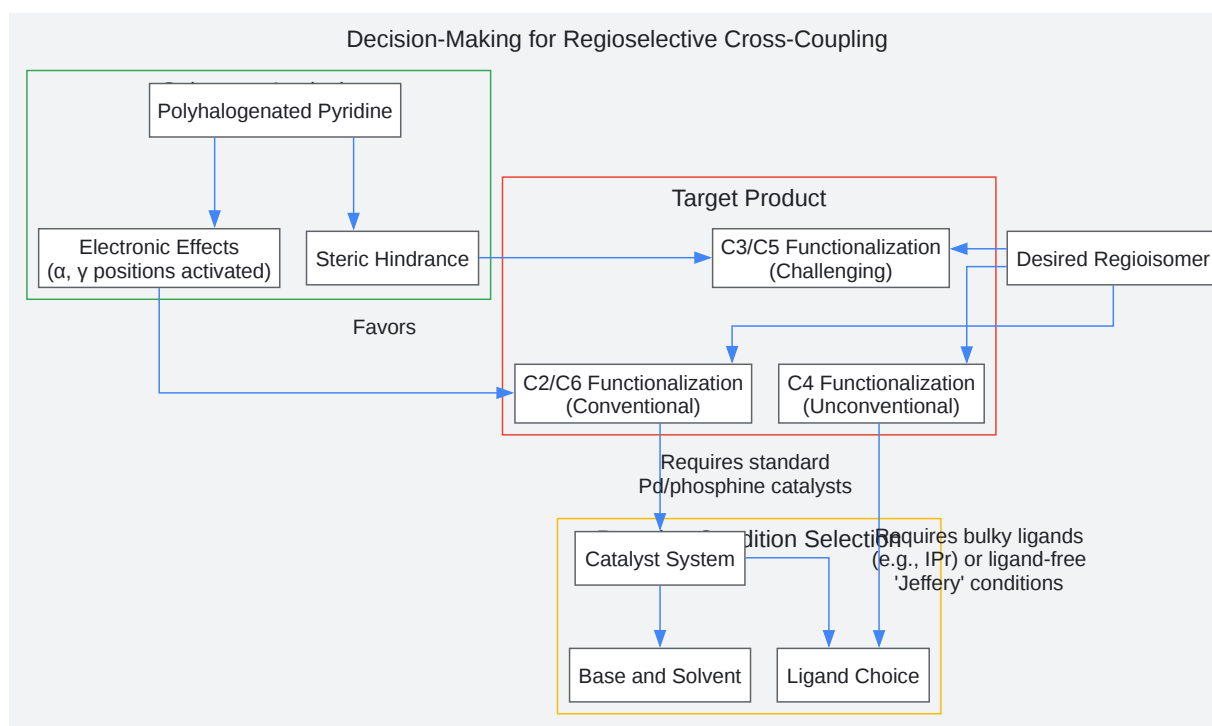 Decision-Making for Regioselective Cross-Coupling
Polyhalogenated Pyridine
Target Product
Electronic Effects
(α, γ positions activated)
Steric Hindrance
C3/C5 Functionalization
(Challenging)
Desired Regioisomer
Favors
C2/C6 Functionalization
(Conventional)
C4 Functionalization
(Unconventional)
Requires standard
Pd/phosphine catalysts
Selection
Requires bulky ligands
(e.g., IPr) or ligand-free
'Jeffery' conditions
Catalyst System
Base and Solvent
Ligand Choice